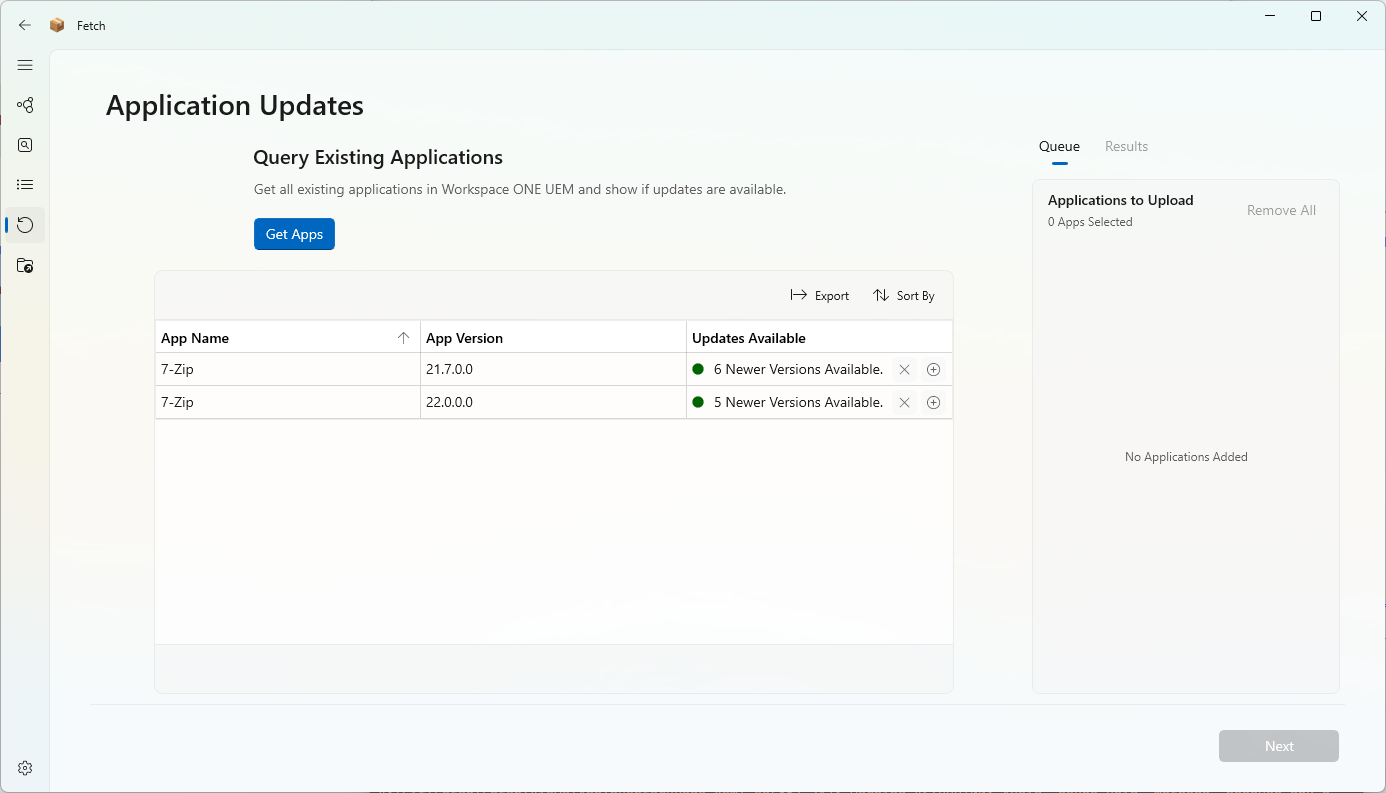 Fetch
Application Updates
Query Existing Applications
Get all existing applications in Workspace ONE UEM and show if updates are available.
Get Apps
Export Sort By
App Name App Version Updates Available
7-Zip 21.7.0.0 6 Newer Versions Available.
7-Zip 22.0.0.0 5 Newer Versions Available.
Queue Results
Applications to Upload
0 Apps Selected
Remove All
No Applications Added
Next